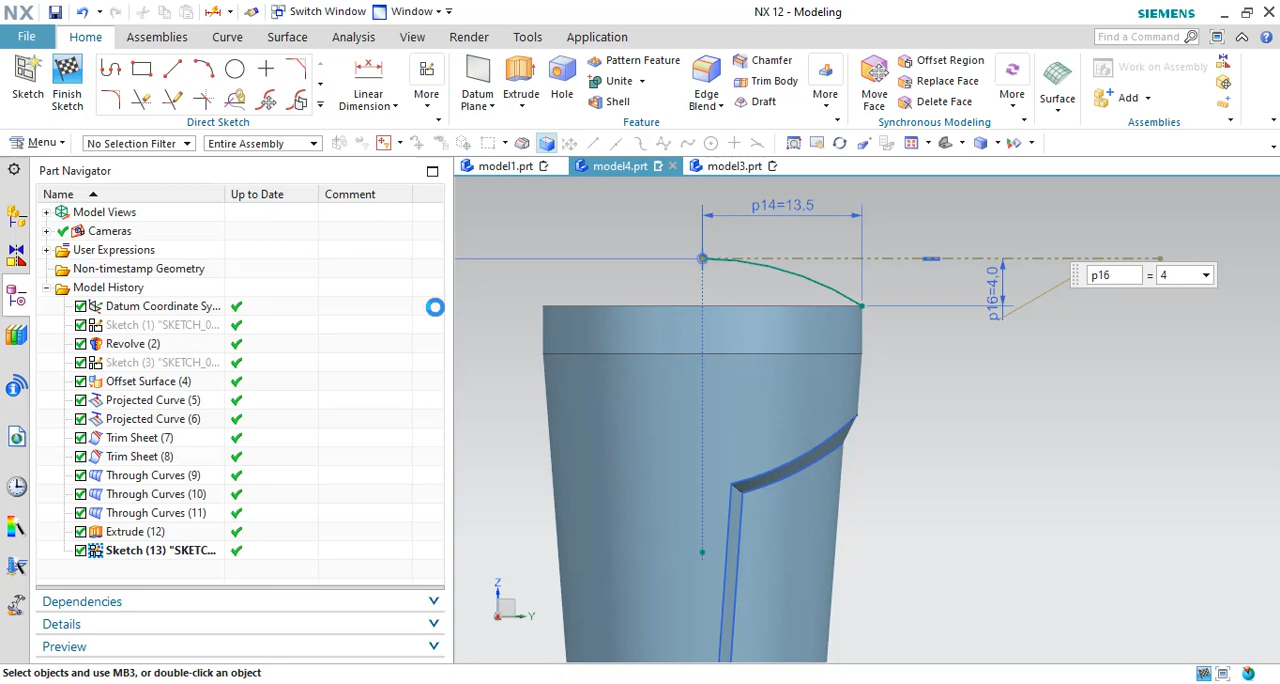 NX Switch Window Window NX 12 - Modeling SIEMENS
File Home Assemblies Curve Surface Analysis View Render Tools Application Find a Command
Sketch Finish Sketch Linear Dimension More Datum Plane Extrude Hole Pattern Feature Unite Shell Edge Blend Chamfer Trim Body Draft More Move Face Offset Region Replace Face Delete Face More Surface Work on Assembly Add
Direct Sketch Feature Synchronous Modeling Assemblies
Menu No Selection Filter Entire Assembly
Part Navigator model1.prt model4.prt model3.prt
Name Up to Date Comment
Model Views
Cameras
User Expressions
Non-timestamp Geometry
Model History
Datum Coordinate Sy...
Sketch (1) "SKETCH_0...
Revolve (2)
Sketch (3) "SKETCH_0...
Offset Surface (4)
Projected Curve (5)
Projected Curve (6)
Trim Sheet (7)
Trim Sheet (8)
Through Curves (9)
Through Curves (10)
Through Curves (11)
Extrude (12)
Sketch (13) "SKETC...
Dependencies
Details
Preview
p14=13.5
p16=4.0
p16 = 4
Z
Y
Select objects and use MB3, or double-click an object